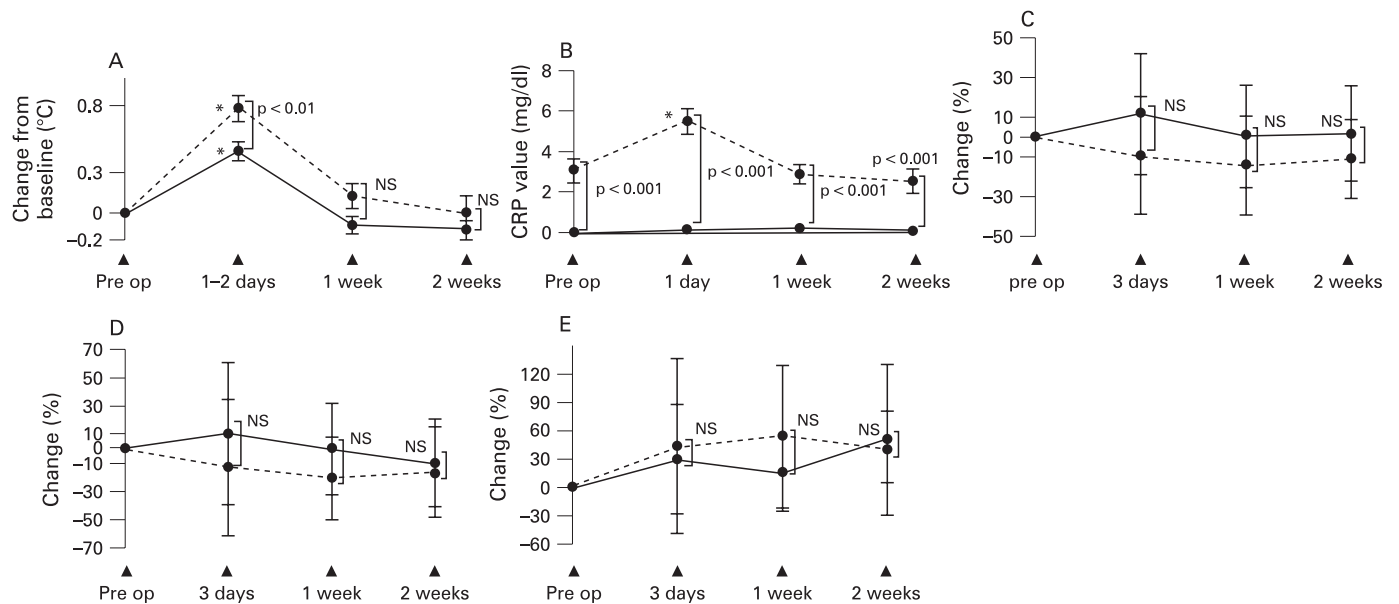 A
Change from
baseline (°C)
0.8
0.3
0
–0.2
*
*
p < 0.01
NS
NS
Pre op
1–2 days
1 week
2 weeks
B
CRP value (mg/dl)
8
6
4
2
0
*
p < 0.001
p < 0.001
p < 0.001
p < 0.001
Pre op
1 day
1 week
2 weeks
C
Change (%)
50
30
10
0
–10
–30
–50
NS
NS
NS
pre op
3 days
1 week
2 weeks
D
Change (%)
70
50
30
10
0
–10
–30
–50
–70
NS
NS
NS
Pre op
3 days
1 week
2 weeks
E
Change (%)
120
90
60
30
0
–30
–60
NS
NS
NS
Pre op
3 days
1 week
2 weeks